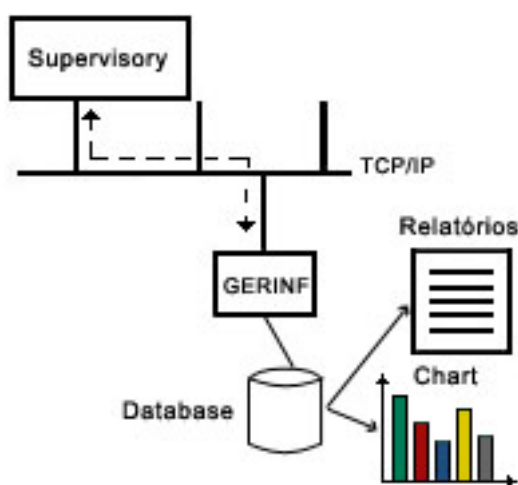 Supervisory
TCP/IP
Relatórios
GERINF
Chart
Database